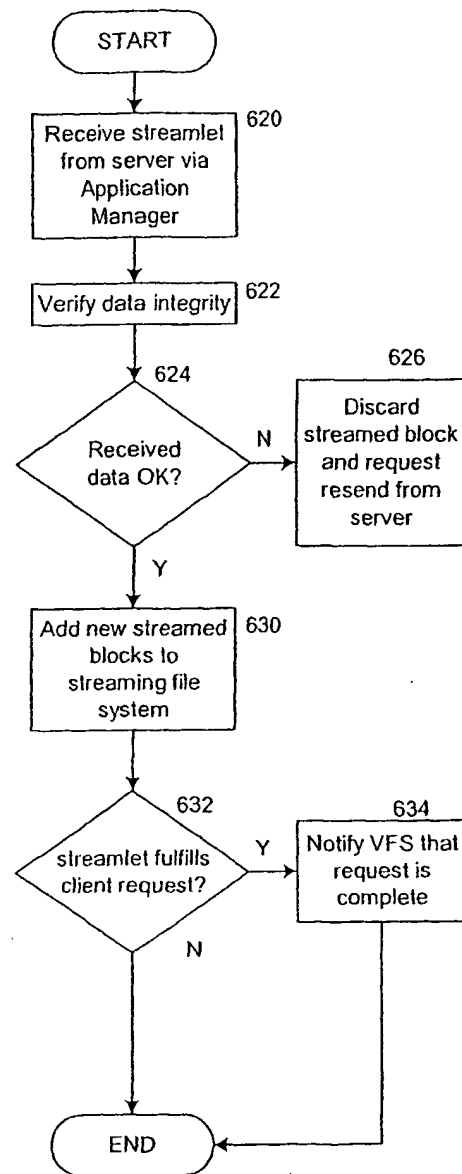 START
620
Receive streamlet
from server via
Application
Manager
622
Verify data integrity
624
Received
data OK?
N
626
Discard
streamed block
and request
resend from
server
Y
630
Add new streamed
blocks to
streaming file
system
632
streamlet fulfills
client request?
Y
634
Notify VFS that
request is
complete
N
END